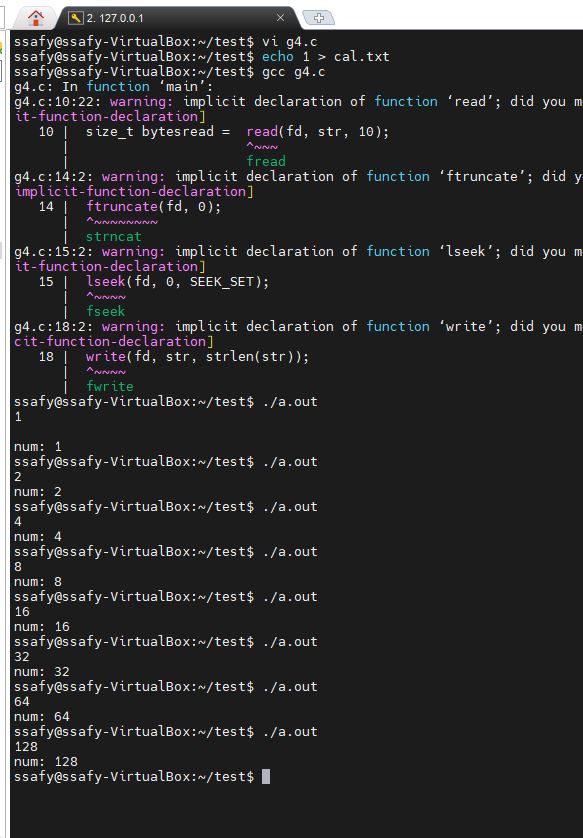 2. 127.0.0.1
ssafy@ssafy-VirtualBox:~/test$ vi g4.c
ssafy@ssafy-VirtualBox:~/test$ echo 1 > cal.txt
ssafy@ssafy-VirtualBox:~/test$ gcc g4.c
g4.c: In function ‘main’:
g4.c:10:22: warning: implicit declaration of function ‘read’; did you m
it-function-declaration]
10 | size_t bytesread =  read(fd, str, 10);
| ^~~~
| fread
g4.c:14:2: warning: implicit declaration of function ‘ftruncate’; did y
implicit-function-declaration]
14 | ftruncate(fd, 0);
| ^~~~~~~~~
| strncat
g4.c:15:2: warning: implicit declaration of function ‘lseek’; did you m
it-function-declaration]
15 | lseek(fd, 0, SEEK_SET);
| ^~~~~
| fseek
g4.c:18:2: warning: implicit declaration of function ‘write’; did you m
cit-function-declaration]
18 | write(fd, str, strlen(str));
| ^~~~~
| fwrite
ssafy@ssafy-VirtualBox:~/test$ ./a.out
1
num: 1
ssafy@ssafy-VirtualBox:~/test$ ./a.out
2
num: 2
ssafy@ssafy-VirtualBox:~/test$ ./a.out
4
num: 4
ssafy@ssafy-VirtualBox:~/test$ ./a.out
8
num: 8
ssafy@ssafy-VirtualBox:~/test$ ./a.out
16
num: 16
ssafy@ssafy-VirtualBox:~/test$ ./a.out
32
num: 32
ssafy@ssafy-VirtualBox:~/test$ ./a.out
64
num: 64
ssafy@ssafy-VirtualBox:~/test$ ./a.out
128
num: 128
ssafy@ssafy-VirtualBox:~/test$